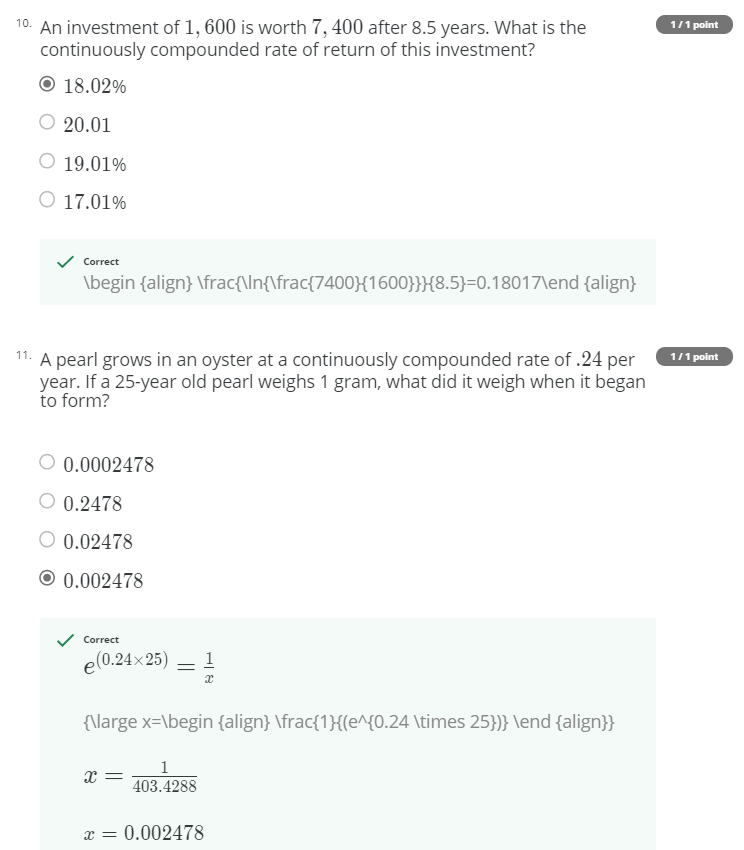 10. An investment of 1, 600 is worth 7, 400 after 8.5 years. What is the
1 / 1 point
continuously compounded rate of return of this investment?
18.02%
20.01
19.01%
17.01%
Correct
\begin {align} \frac{\ln{\frac{7400}{1600}}}{8.5}=0.18017\end {align}
11. A pearl grows in an oyster at a continuously compounded rate of .24 per
1 / 1 point
year. If a 25-year old pearl weighs 1 gram, what did it weigh when it began
to form?
0.0002478
0.2478
0.02478
0.002478
Correct
e^(0.24×25) = 1/x
{\large x=\begin {align} \frac{1}{(e^{0.24 \times 25})} \end {align}}
x = 1/403.4288
x = 0.002478